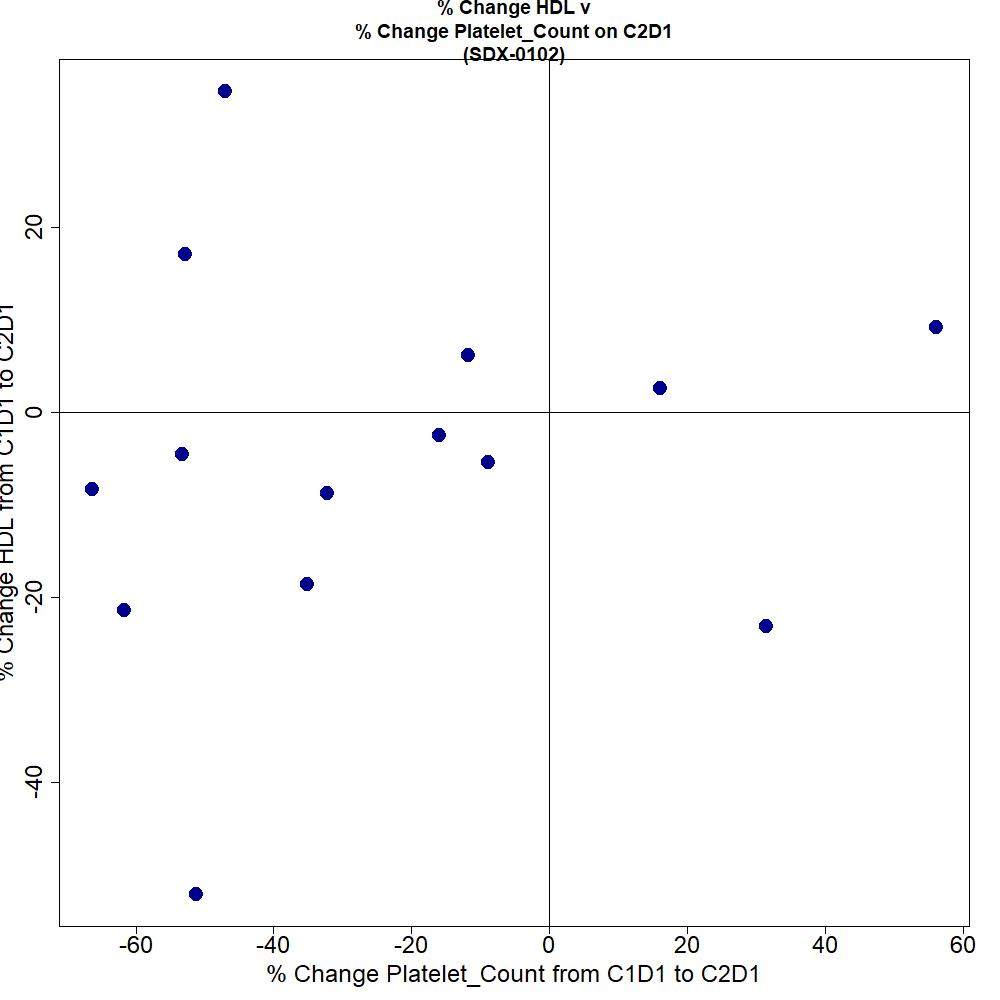 % Change HDL v
% Change Platelet_Count on C2D1
(SDX-0102)
% Change HDL from C1D1 to C2D1
20
0
-20
-40
-60
-40
-20
0
20
40
60
% Change Platelet_Count from C1D1 to C2D1